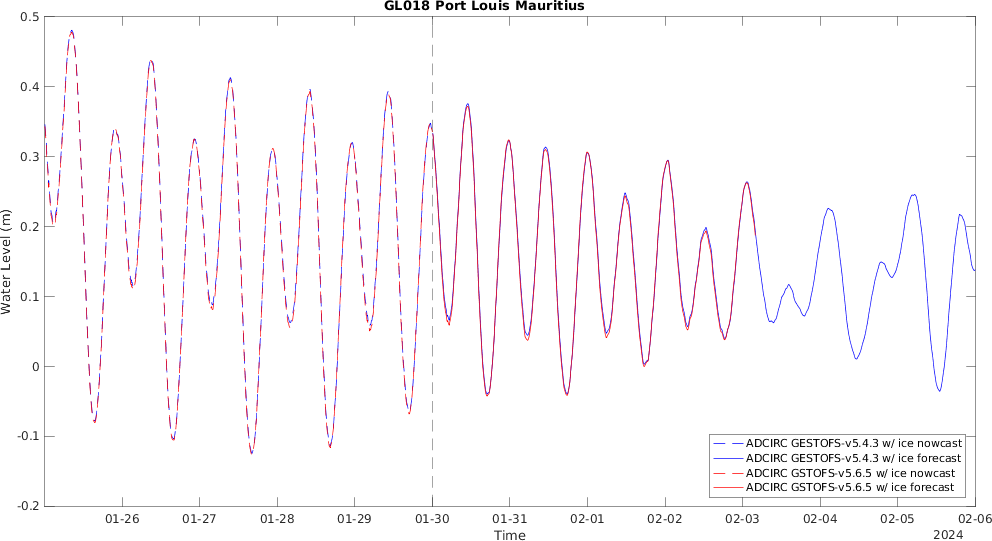 GL018 Port Louis Mauritius
0.5
0.4
0.3
0.2
0.1
0
-0.1
-0.2
Water Level (m)
01-26 01-27 01-28 01-29 01-30 01-31 02-01 02-02 02-03 02-04 02-05 02-06
Time
2024
ADCIRC GESTOFS-v5.4.3 w/ ice nowcast
ADCIRC GESTOFS-v5.4.3 w/ ice forecast
ADCIRC GSTOFS-v5.6.5 w/ ice nowcast
ADCIRC GSTOFS-v5.6.5 w/ ice forecast